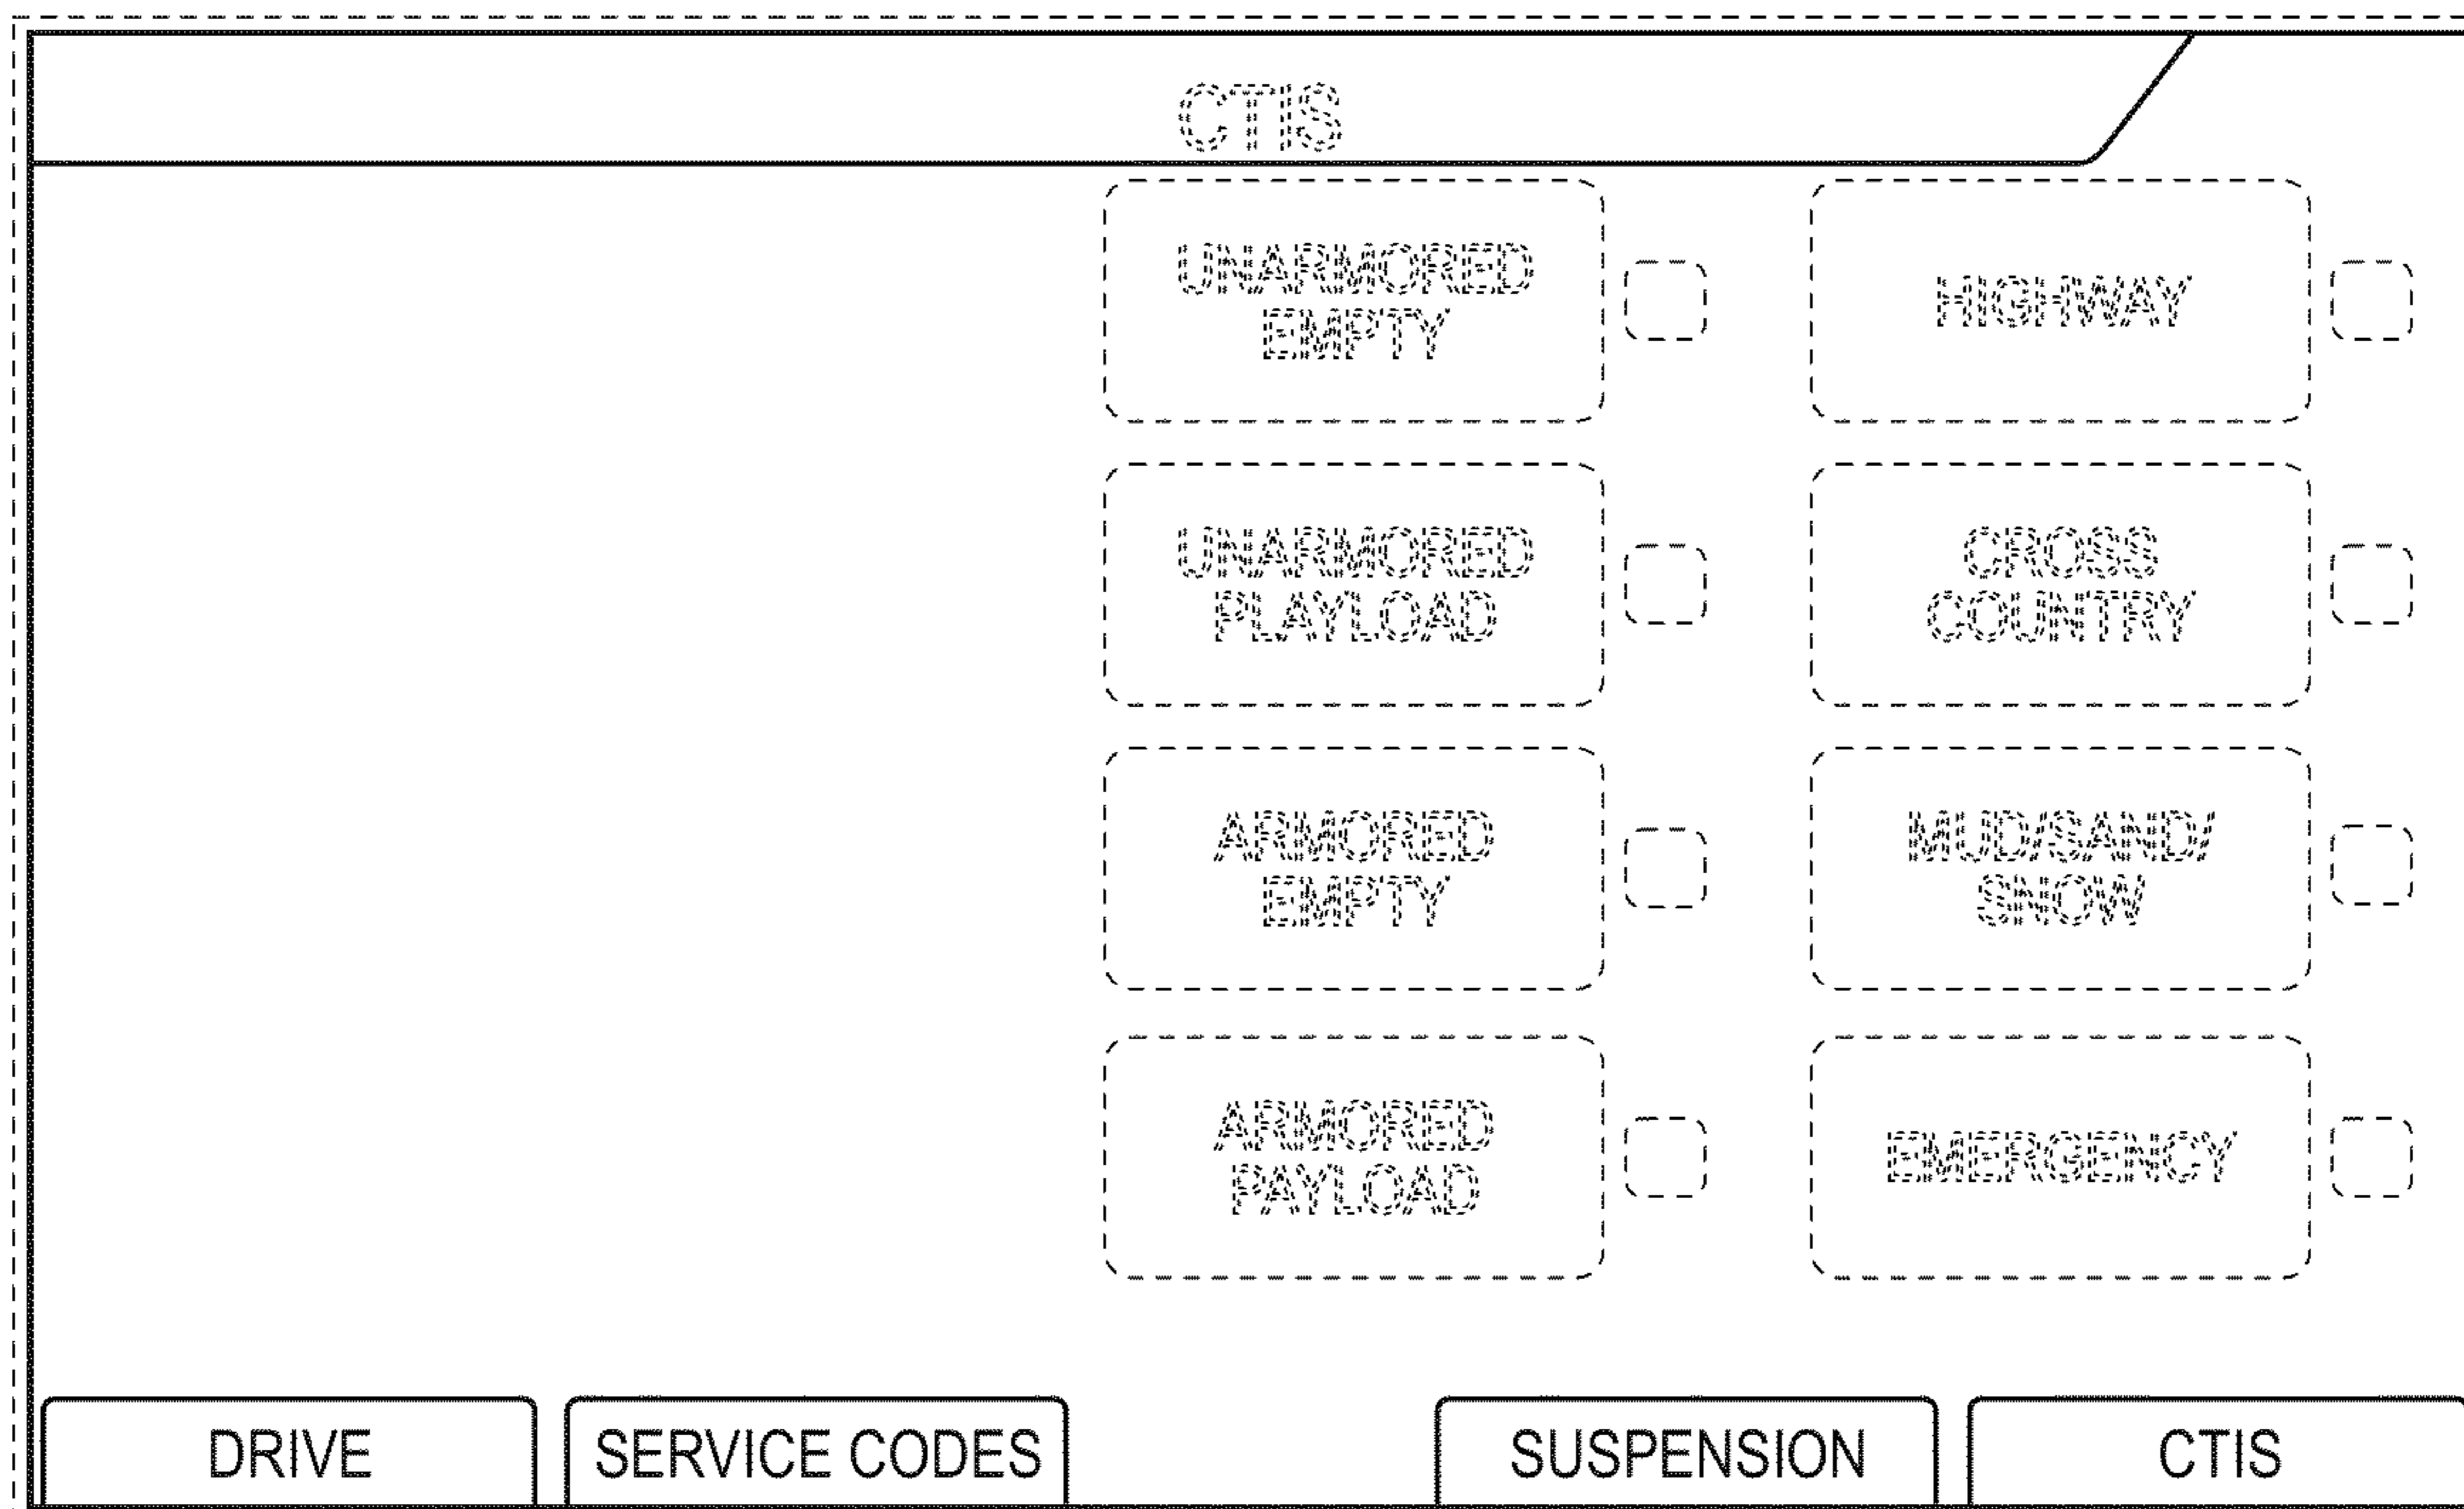 CTIS
UNARMORED
EMPTY
HIGHWAY
UNARMORED
PLAYLOAD
CROSS
COUNTRY
ARMORED
EMPTY
MUD/SAND/
SNOW
ARMORED
PAYLOAD
EMERGENCY
DRIVE
SERVICE CODES
SUSPENSION
CTIS